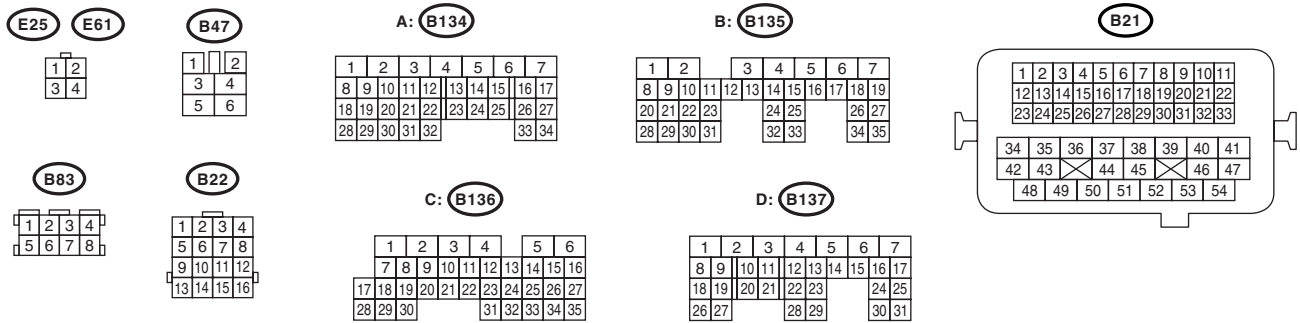 E25 E61
1 2
3 4
B47
1 2
3 4
5 6
A: B134
1 2 3 4 5 6 7
8 9 10 11 12 13 14 15 16 17
18 19 20 21 22 23 24 25 26 27
28 29 30 31 32 33 34
B: B135
1 2 3 4 5 6 7
8 9 10 11 12 13 14 15 16 17 18 19
20 21 22 23 24 25 26 27
28 29 30 31 32 33 34 35
B21
1 2 3 4 5 6 7 8 9 10 11
12 13 14 15 16 17 18 19 20 21 22
23 24 25 26 27 28 29 30 31 32 33
34 35 36 37 38 39 40 41
42 43 44 45 46 47
48 49 50 51 52 53 54
B83
1 2 3 4
5 6 7 8
B22
1 2 3 4
5 6 7 8
9 10 11 12
13 14 15 16
C: B136
1 2 3 4 5 6
7 8 9 10 11 12 13 14 15 16
17 18 19 20 21 22 23 24 25 26 27
28 29 30 31 32 33 34 35
D: B137
1 2 3 4 5 6 7
8 9 10 11 12 13 14 15 16 17
18 19 20 21 22 23 24 25
26 27 28 29 30 31